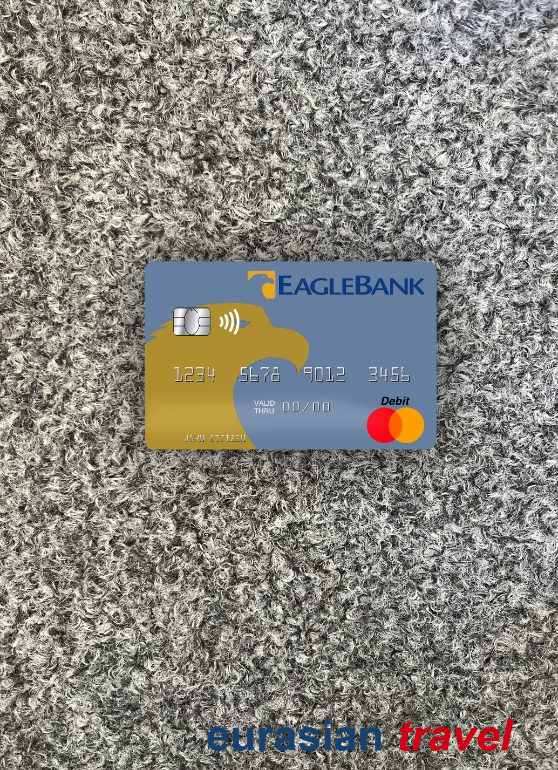 EAGLEBANK
1234 5678 9012 3456
VALID
THRU 00/00
Debit
eurasian travel